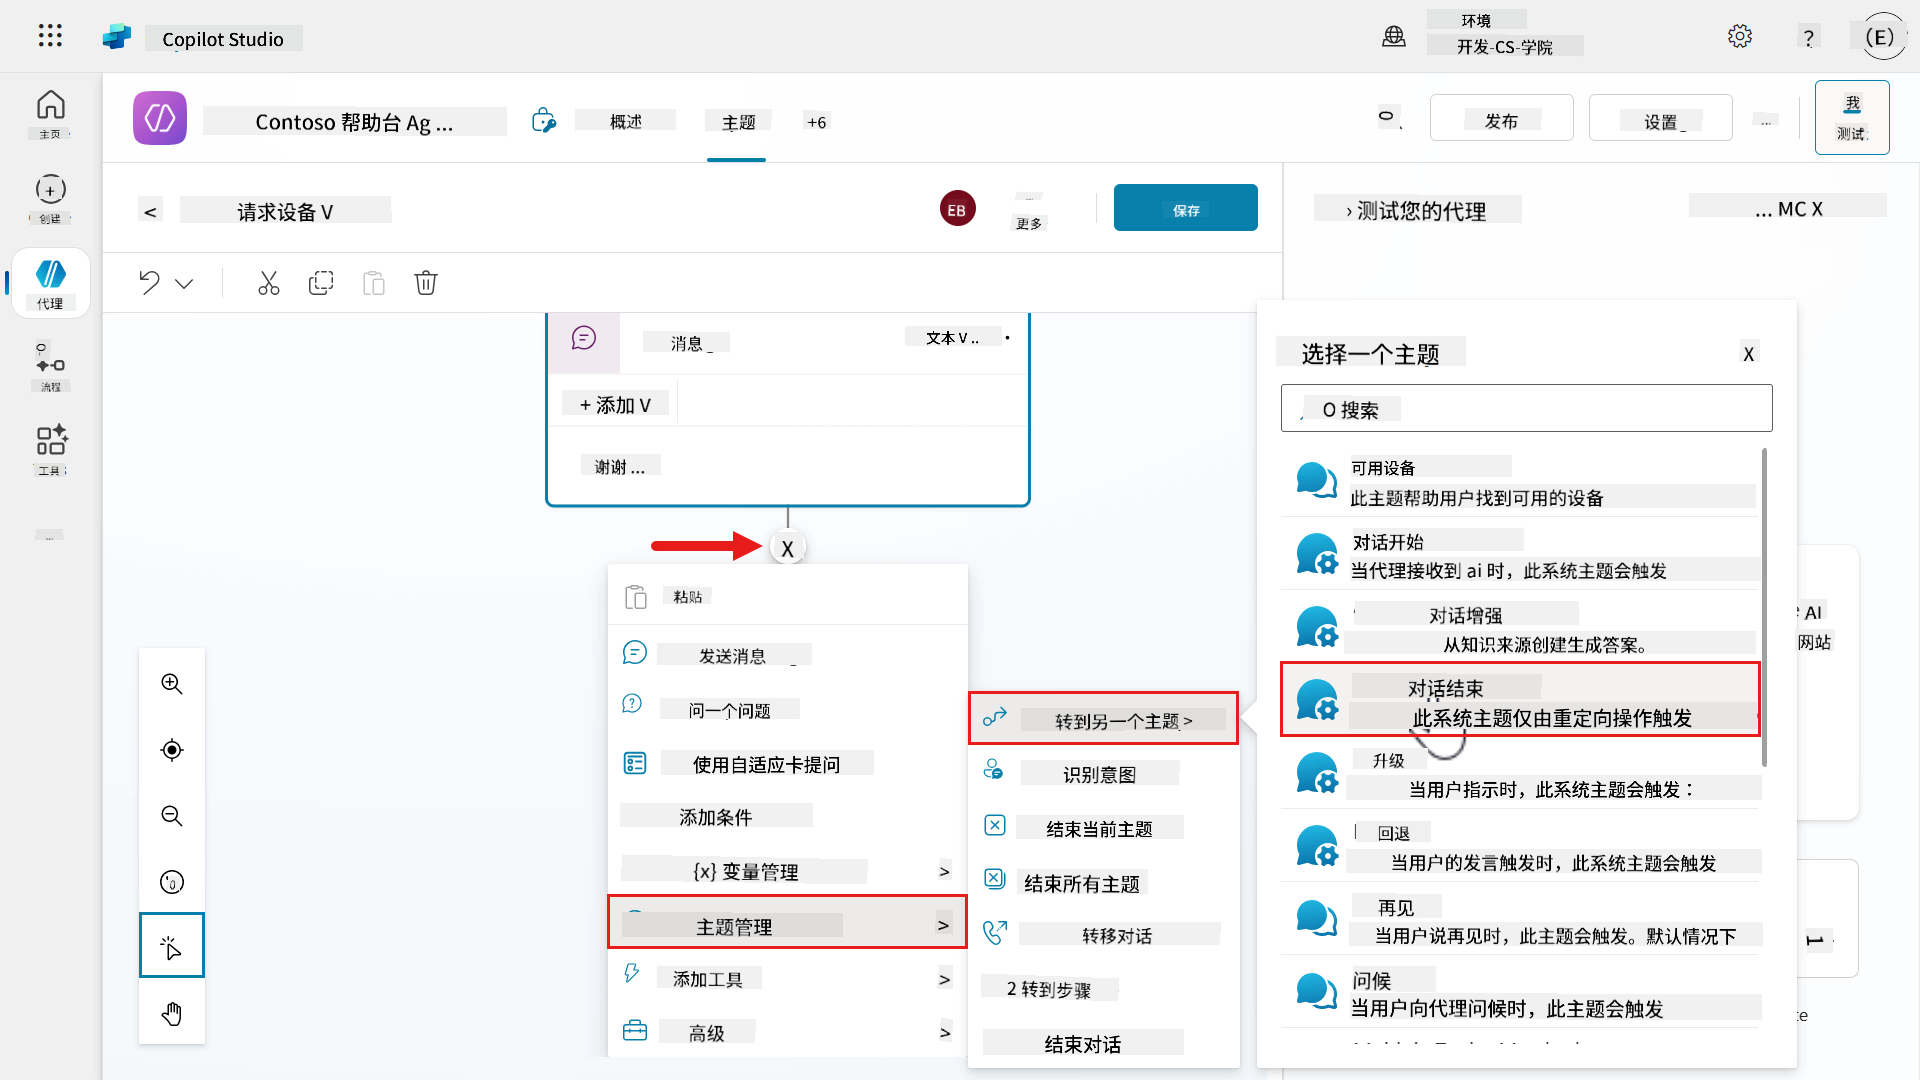 Copilot Studio
环境
开发-CS-学院
?
(E)
主页
创建
代理
流程
工具
Contoso 帮助台 Ag ...
概述
主题
+6
发布
设置
...
我
测试
<
请求设备 V
EB
更多
保存
› 测试您的代理
... MC X
消息
文本 V ..
+ 添加 V
谢谢 ...
X
粘贴
发送消息
问一个问题
使用自适应卡提问
添加条件
{x} 变量管理 >
主题管理 >
添加工具 >
高级 >
转到另一个主题 >
识别意图
结束当前主题
结束所有主题
转移对话
2 转到步骤
结束对话
选择一个主题
X
O 搜索
可用设备
此主题帮助用户找到可用的设备
对话开始
当代理接收到 ai 时，此系统主题会触发
对话增强
从知识来源创建生成答案。
对话结束
此系统主题仅由重定向操作触发
升级
当用户指示时，此系统主题会触发：
回退
当用户的发言触发时，此系统主题会触发
再见
当用户说再见时，此主题会触发。默认情况下
问候
当用户向代理问候时，此主题会触发
AI
网站